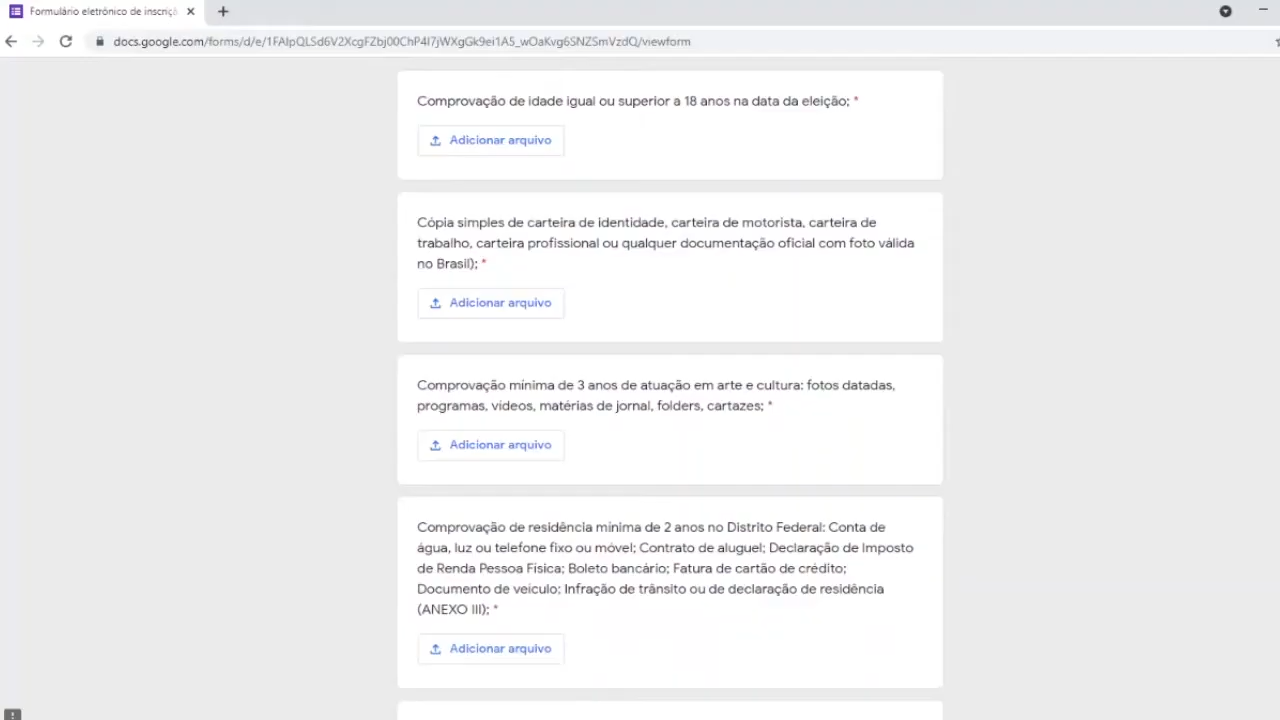 Formulário eletrônico de inscriçã
docs.google.com/forms/d/e/1FAIpQLSd6V2XcgFZbj00ChP4I7jWXgGk9ei1A5_wOaKvg6SNZSmVzdQ/viewform
Comprovação de idade igual ou superior a 18 anos na data da eleição; *
Adicionar arquivo
Cópia simples de carteira de identidade, carteira de motorista, carteira de
trabalho, carteira profissional ou qualquer documentação oficial com foto válida
no Brasil); *
Adicionar arquivo
Comprovação mínima de 3 anos de atuação em arte e cultura: fotos datadas,
programas, vídeos, matérias de jornal, folders, cartazes; *
Adicionar arquivo
Comprovação de residência mínima de 2 anos no Distrito Federal: Conta de
água, luz ou telefone fixo ou móvel; Contrato de aluguel; Declaração de Imposto
de Renda Pessoa Física; Boleto bancário; Fatura de cartão de crédito;
Documento de veículo; Infração de trânsito ou de declaração de residência
(ANEXO III); *
Adicionar arquivo